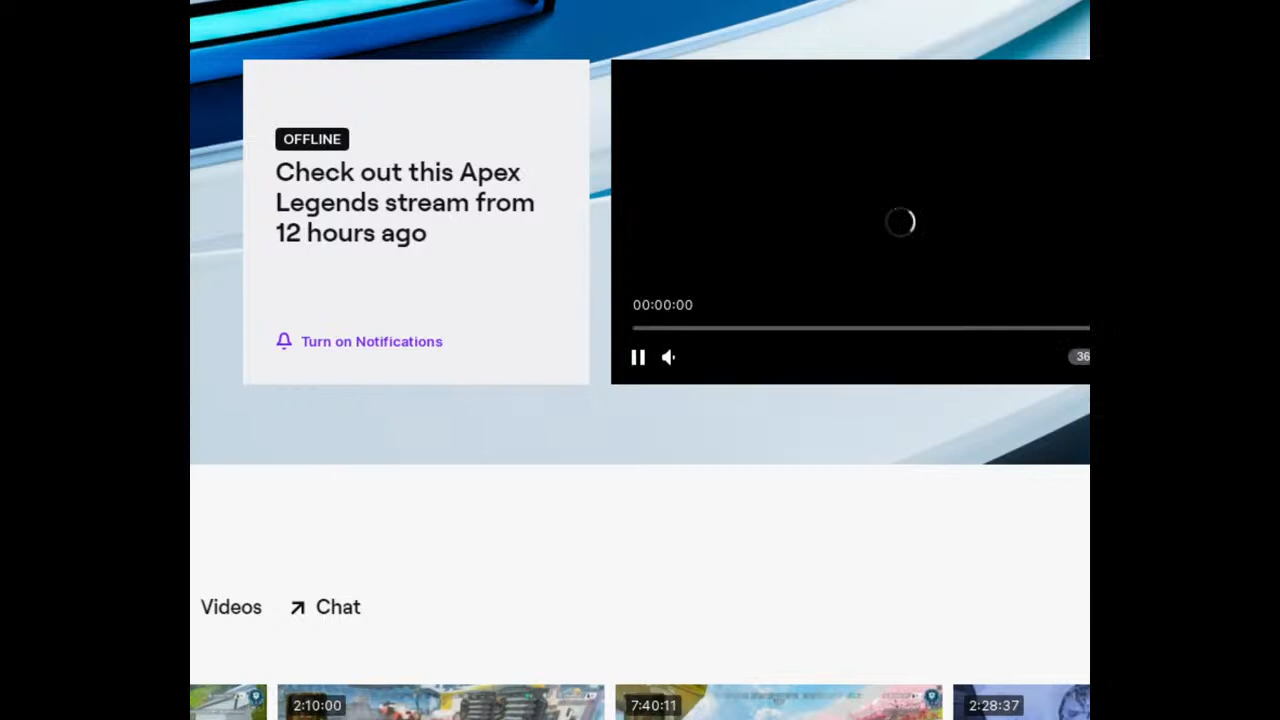 OFFLINE
Check out this Apex
Legends stream from
12 hours ago
Turn on Notifications
00:00:00
36
Videos
Chat
2:10:00
7:40:11
2:28:37